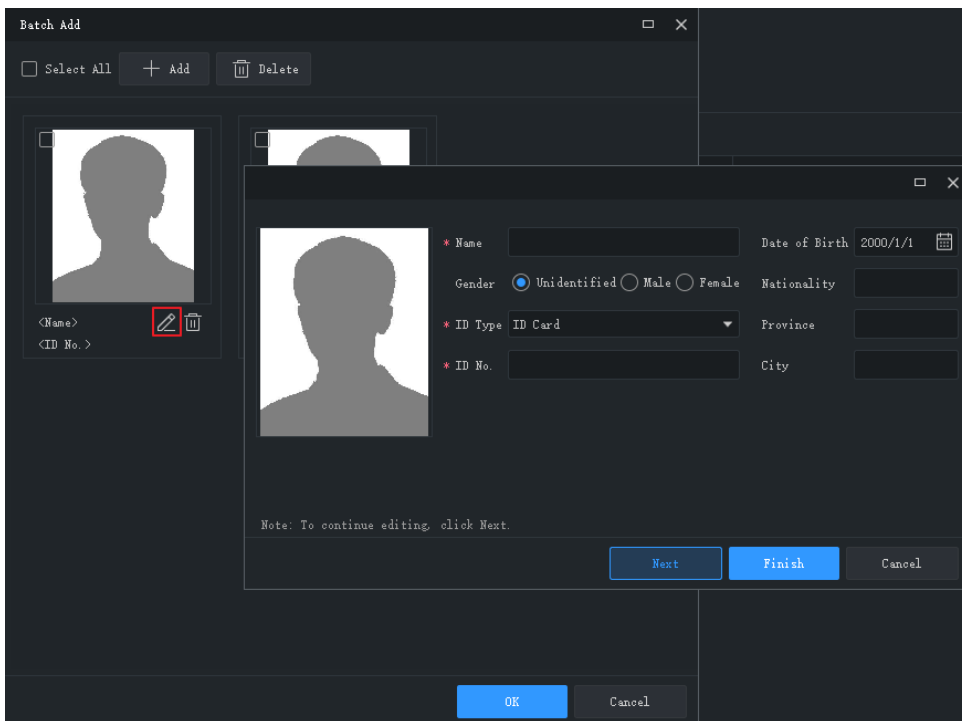 Batch Add
Select All
Add
Delete
<Name>
<ID No.>
* Name
Date of Birth 2000/1/1
Gender Unidentified Male Female
Nationality
* ID Type ID Card
Province
* ID No.
City
Note: To continue editing, click Next.
Next
Finish
Cancel
OK
Cancel